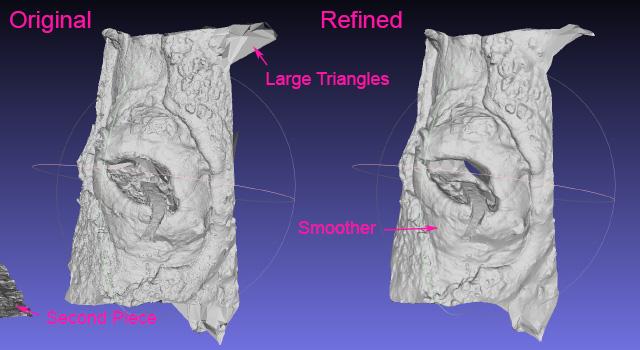 Original
Refined
Large Triangles
Smoother
Second Piece